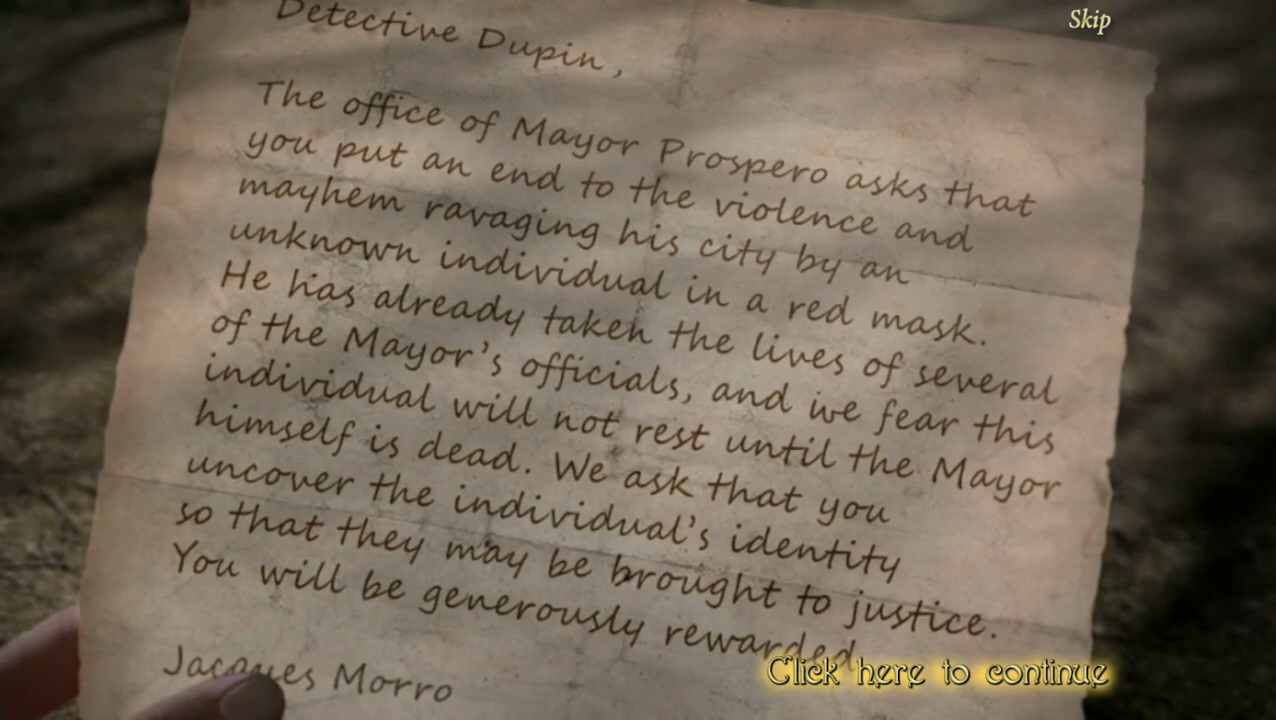 Skip
Detective Dupin,
The office of Mayor Prospero asks that
you put an end to the violence and
mayhem ravaging his city by an
unknown individual in a red mask.
He has already taken the lives of several
of the Mayor's officials, and we fear this
individual will not rest until the Mayor
himself is dead. We ask that you
uncover the individual's identity
so that they may be brought to justice.
You will be generously rewarded
Jacques Morro
Click here to continue